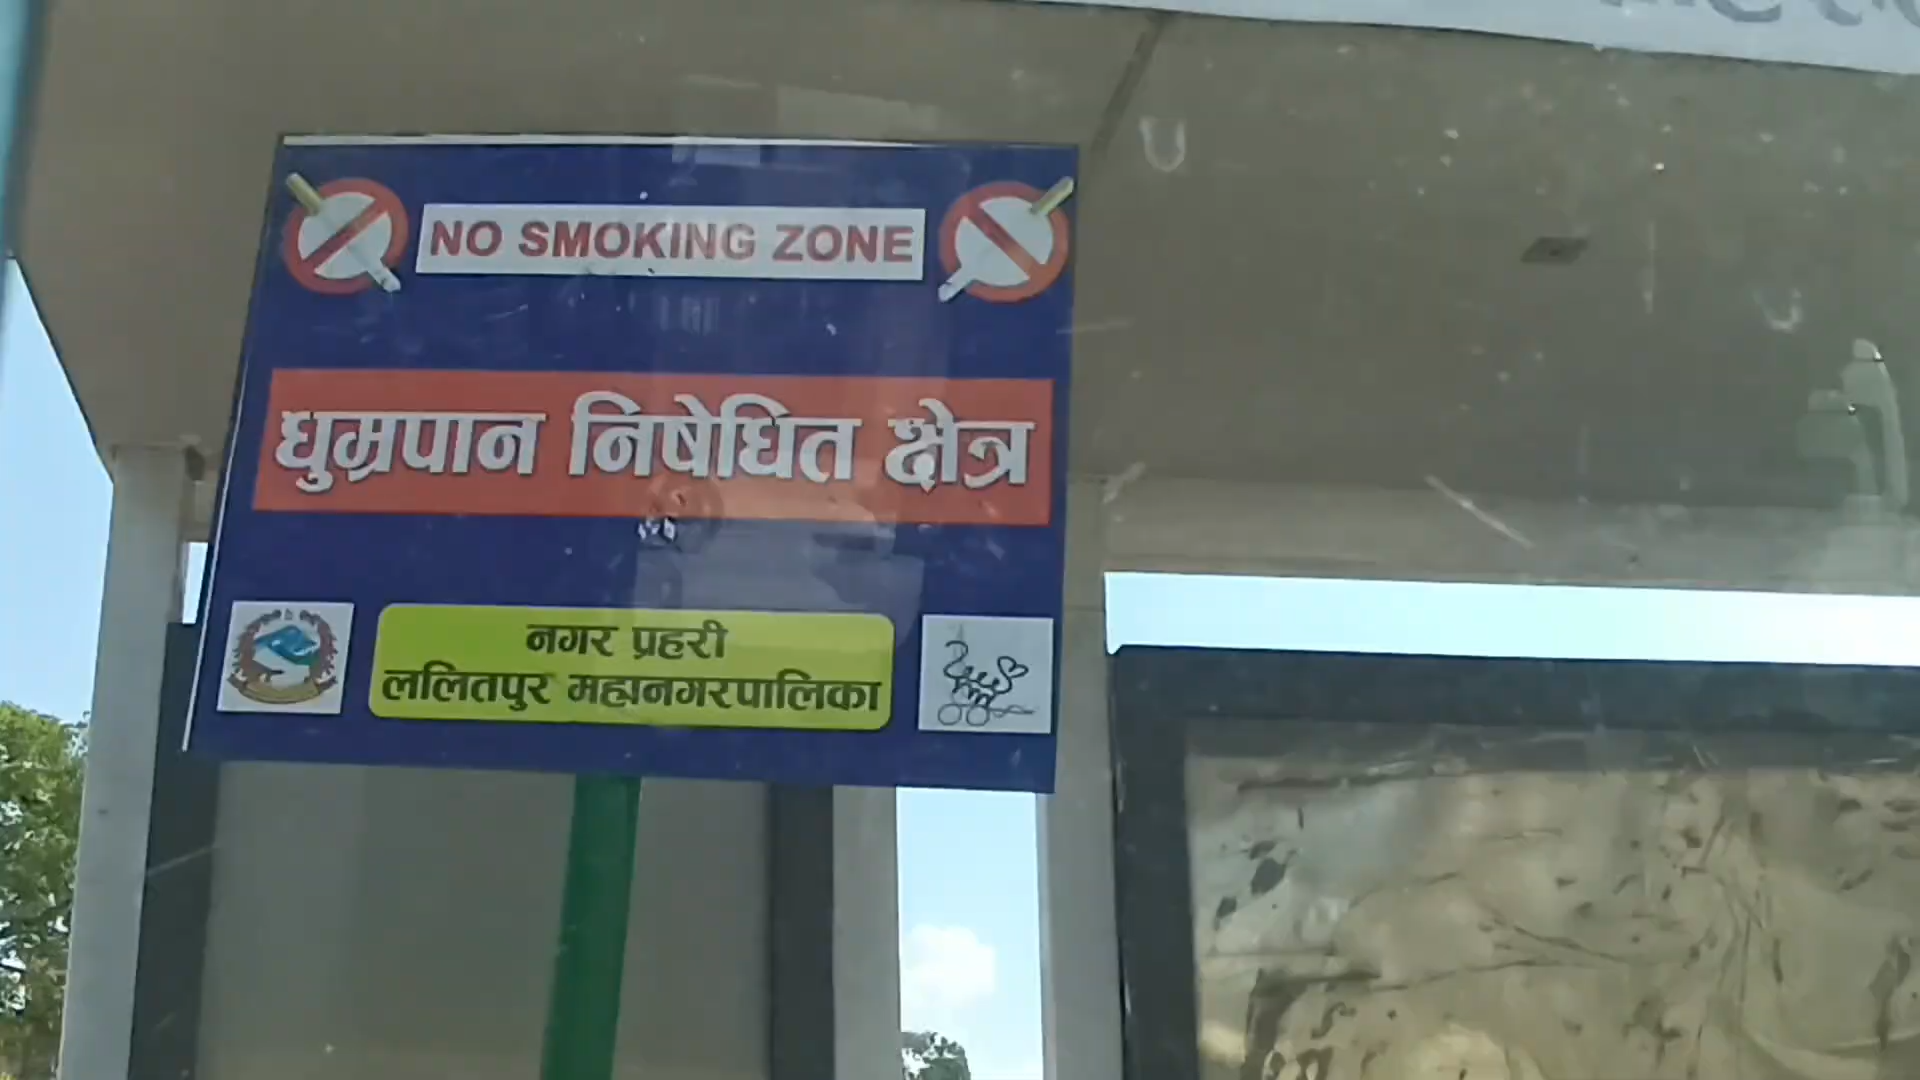 NO SMOKING ZONE
धुम्रपान निषेधित क्षेत्र
नगर प्रहरी
ललितपुर महानगरपालिका